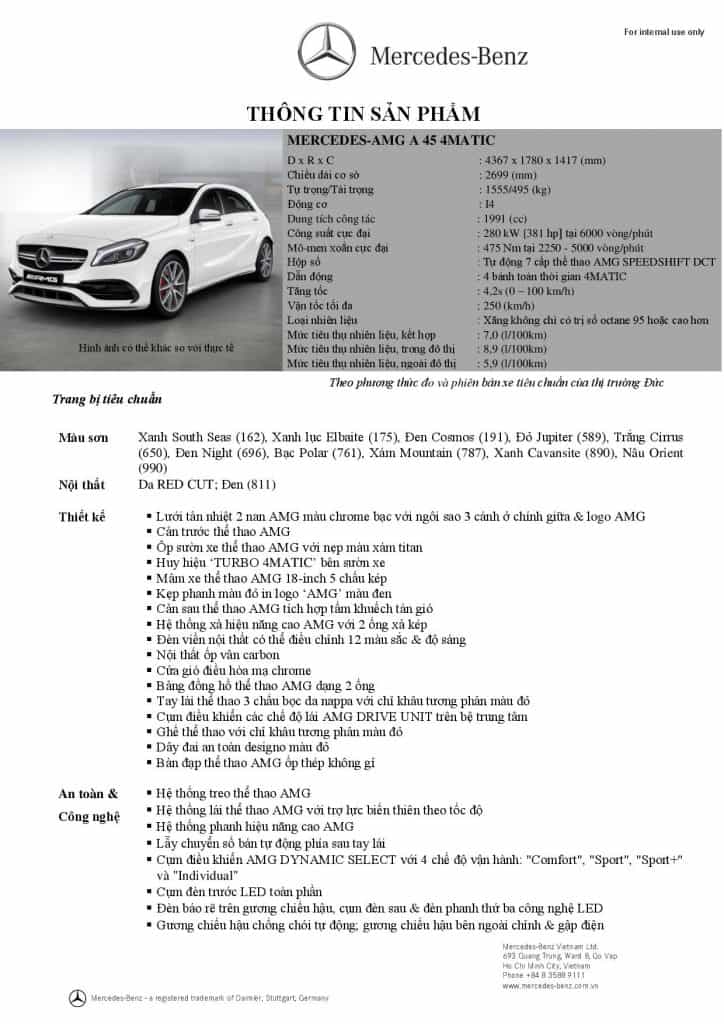 For internal use only
Mercedes-Benz
THÔNG TIN SẢN PHẨM
MERCEDES-AMG A 45 4MATIC
D x R x C : 4367 x 1780 x 1417 (mm)
Chiều dài cơ sở : 2699 (mm)
Tự trọng/Tải trọng : 1555/495 (kg)
Động cơ : I4
Dung tích công tác : 1991 (cc)
Công suất cực đại : 280 kW [381 hp] tại 6000 vòng/phút
Mô-men xoắn cực đại : 475 Nm tại 2250 - 5000 vòng/phút
Hộp số : Tự động 7 cấp thể thao AMG SPEEDSHIFT DCT
Dẫn động : 4 bánh toàn thời gian 4MATIC
Tăng tốc : 4,2s (0 – 100 km/h)
Vận tốc tối đa : 250 (km/h)
Loại nhiên liệu : Xăng không chì có trị số octane 95 hoặc cao hơn
Mức tiêu thụ nhiên liệu, kết hợp : 7,0 (l/100km)
Mức tiêu thụ nhiên liệu, trong đô thị : 8,9 (l/100km)
Mức tiêu thụ nhiên liệu, ngoài đô thị : 5,9 (l/100km)
AMG
Hình ảnh có thể khác so với thực tế
Theo phương thức đo và phiên bản xe tiêu chuẩn của thị trường Đức
Trang bị tiêu chuẩn
Màu sơn Xanh South Seas (162), Xanh lục Elbaite (175), Đen Cosmos (191), Đỏ Jupiter (589), Trắng Cirrus
(650), Đen Night (696), Bạc Polar (761), Xám Mountain (787), Xanh Cavansite (890), Nâu Orient
(990)
Nội thất Da RED CUT; Đen (811)
Thiết kế ▪ Lưới tản nhiệt 2 nan AMG màu chrome bạc với ngôi sao 3 cánh ở chính giữa & logo AMG
▪ Cản trước thể thao AMG
▪ Ốp sườn xe thể thao AMG với nẹp màu xám titan
▪ Huy hiệu ‘TURBO 4MATIC’ bên sườn xe
▪ Mâm xe thể thao AMG 18-inch 5 chấu kép
▪ Kẹp phanh màu đỏ in logo ‘AMG’ màu đen
▪ Cản sau thể thao AMG tích hợp tấm khuếch tán gió
▪ Hệ thống xả hiệu năng cao AMG với 2 ống xả kép
▪ Đèn viền nội thất có thể điều chỉnh 12 màu sắc & độ sáng
▪ Nội thất ốp vân carbon
▪ Cửa gió điều hòa mạ chrome
▪ Bảng đồng hồ thể thao AMG dạng 2 ống
▪ Tay lái thể thao 3 chấu bọc da nappa với chỉ khâu tương phản màu đỏ
▪ Cụm điều khiển các chế độ lái AMG DRIVE UNIT trên bệ trung tâm
▪ Ghế thể thao với chỉ khâu tương phản màu đỏ
▪ Dây đai an toàn designo màu đỏ
▪ Bàn đạp thể thao AMG ốp thép không gỉ
An toàn & ▪ Hệ thống treo thể thao AMG
Công nghệ ▪ Hệ thống lái thể thao AMG với trợ lực biến thiên theo tốc độ
▪ Hệ thống phanh hiệu năng cao AMG
▪ Lẫy chuyển số bán tự động phía sau tay lái
▪ Cụm điều khiển AMG DYNAMIC SELECT với 4 chế độ vận hành: "Comfort", "Sport", "Sport+"
và "Individual"
▪ Cụm đèn trước LED toàn phần
▪ Đèn báo rẽ trên gương chiếu hậu, cụm đèn sau & đèn phanh thứ ba công nghệ LED
▪ Gương chiếu hậu chống chói tự động; gương chiếu hậu bên ngoài chỉnh & gập điện
Mercedes-Benz Vietnam Ltd.
693 Quang Trung, Ward 8, Go Vap
Ho Chi Minh City, Vietnam
Phone +84 8 3588 9111
www.mercedes-benz.com.vn
Mercedes-Benz - a registered trademark of Daimler, Stuttgart, Germany